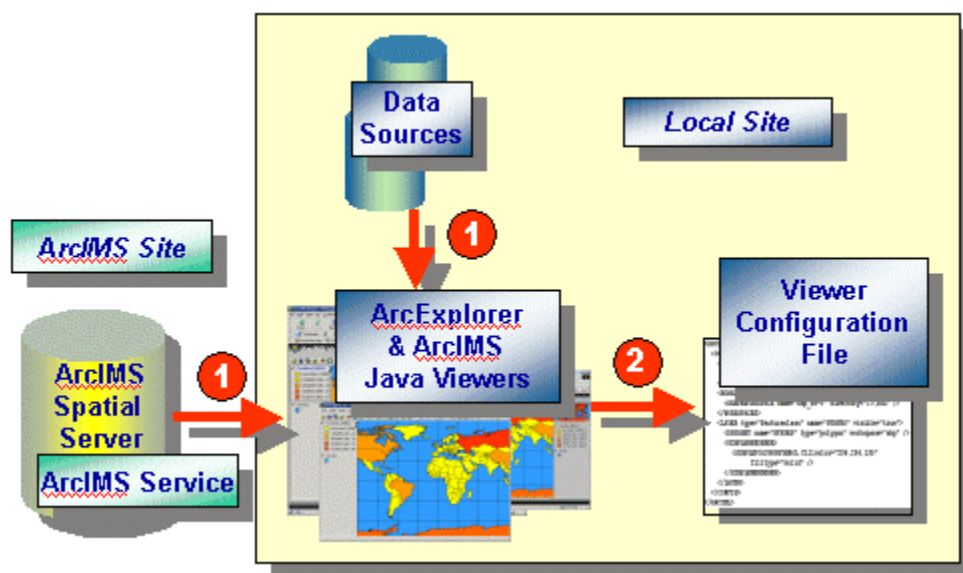 Data
Sources
Local Site
1
ArcIMS Site
ArcExplorer
& ArcIMS
Java Viewers
Viewer
Configuration
File
1
2
ArcIMS
Spatial
Server
ArcIMS Service